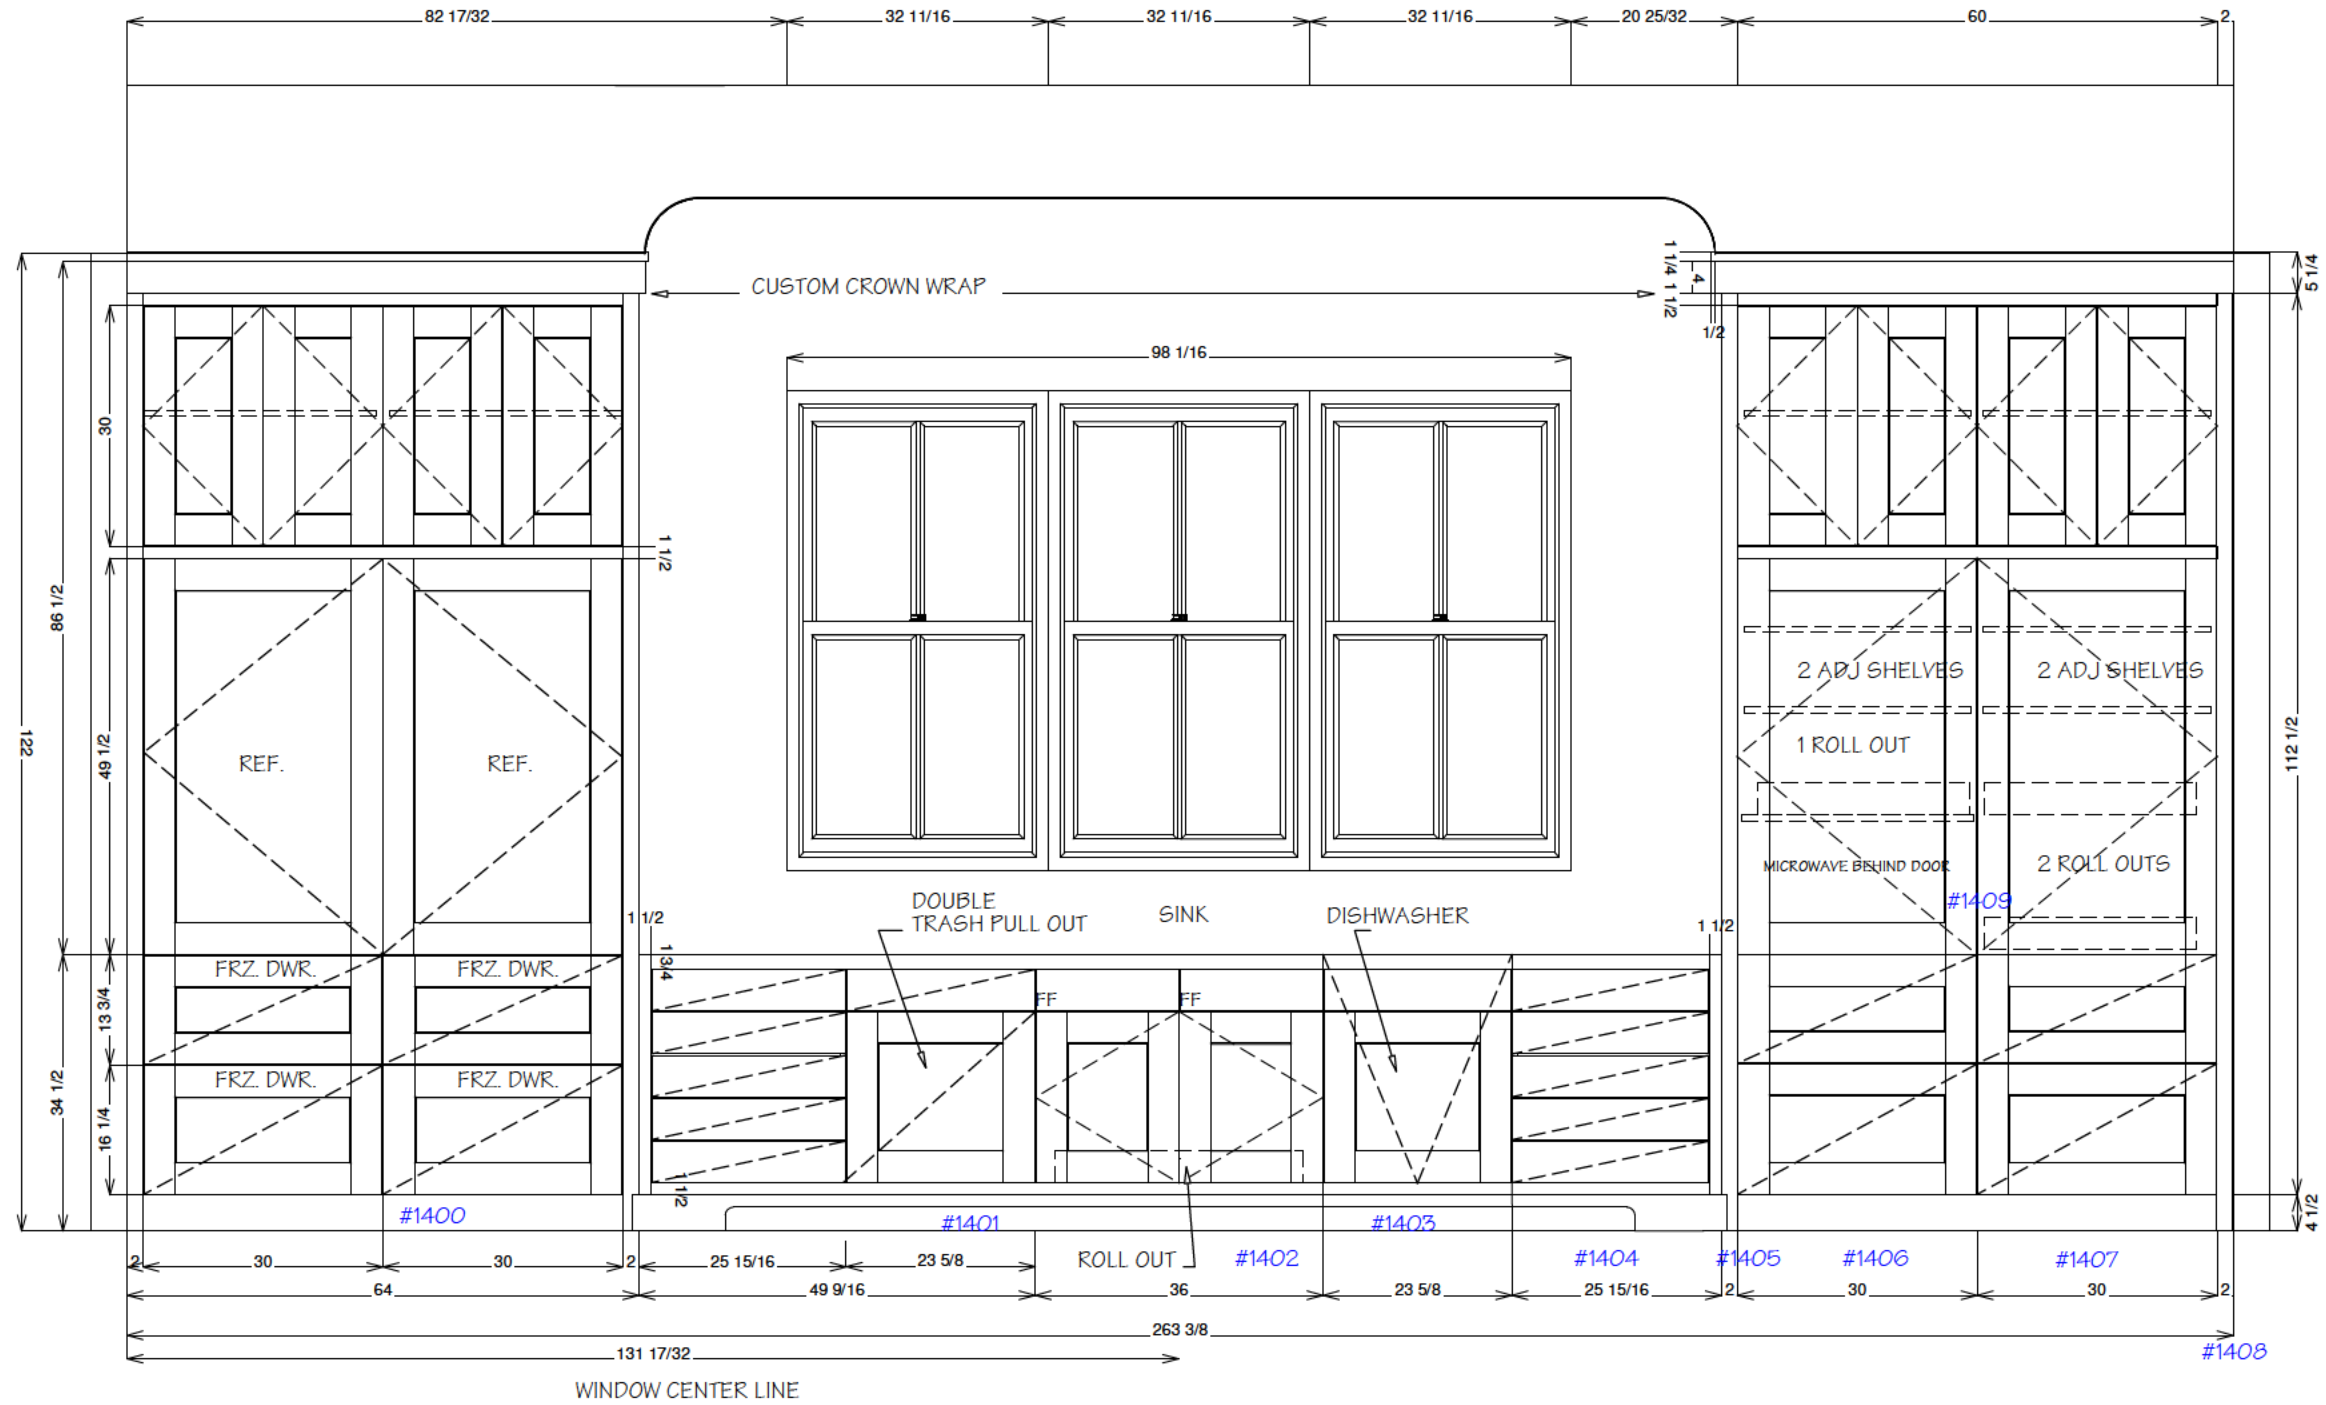 82 17/32 32 11/16 32 11/16 32 11/16 20 25/32 60 2
1 1/4
4
1 1/2
1/2
5 1/4
CUSTOM CROWN WRAP
98 1/16
30
1 1/2
86 1/2
122
49 1/2
112 1/2
REF. REF.
2 ADJ SHELVES 2 ADJ SHELVES
1 ROLL OUT
MICROWAVE BEHIND DOOR 2 ROLL OUTS
#1409
DOUBLE
TRASH PULL OUT
SINK
DISHWASHER
1 1/2 1 1/2
13/4
FRZ. DWR. FRZ. DWR.
FF FF
13 3/4
34 1/2
FRZ. DWR. FRZ. DWR.
16 1/4
1 1/2
4 1/2
#1400 #1401 #1403
ROLL OUT #1402 #1404 #1405 #1406 #1407
2 30 30 2 25 15/16 23 5/8
64 49 9/16 36 23 5/8 25 15/16 2 30 30 2
263 3/8
131 17/32
#1408
WINDOW CENTER LINE